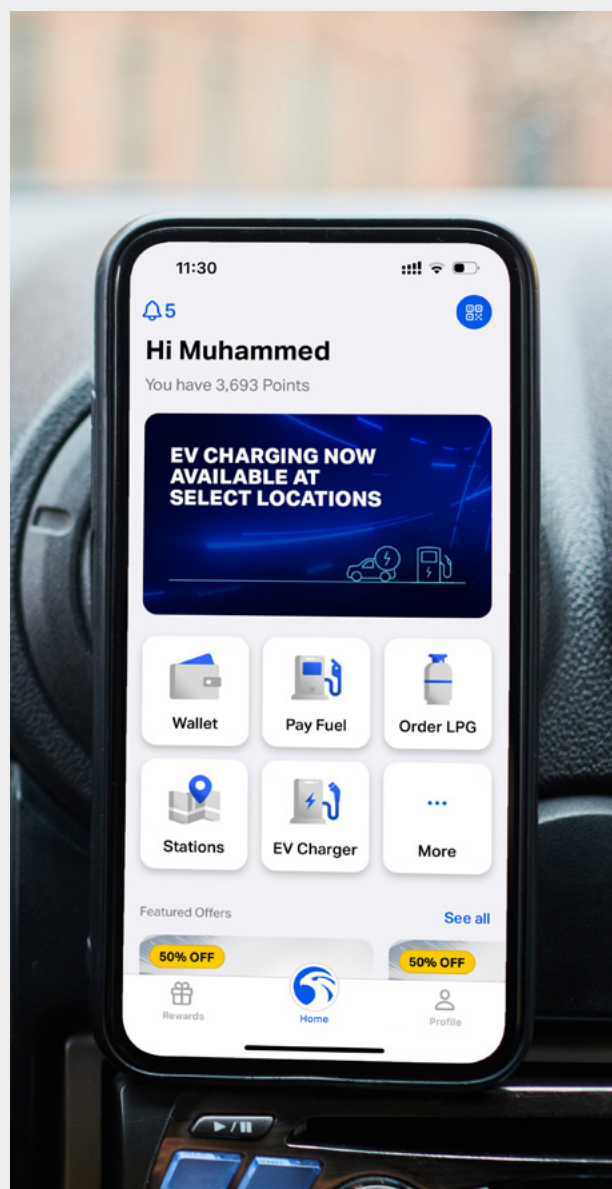 11:30
5
Hi Muhammed
You have 3,693 Points
EV CHARGING NOW
AVAILABLE AT
SELECT LOCATIONS
Wallet
Pay Fuel
Order LPG
Stations
EV Charger
More
Featured Offers
See all
50% OFF
50% OFF
Rewards
Home
Profile